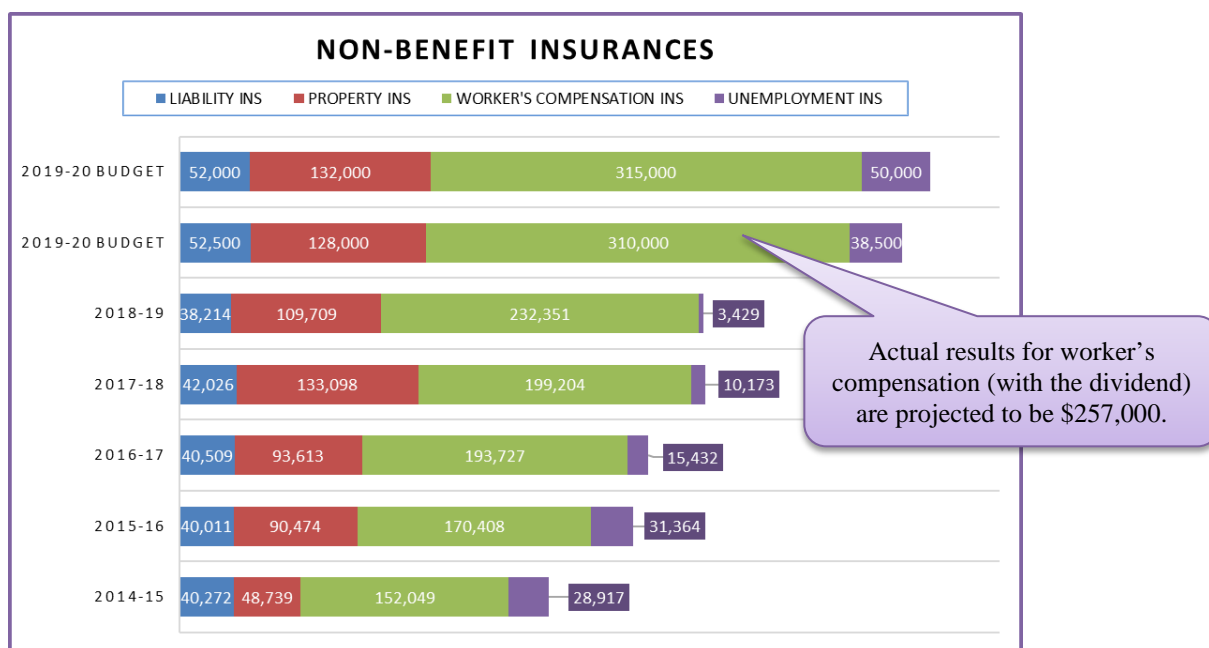 NON-BENEFIT INSURANCES
LIABILITY INS PROPERTY INS WORKER'S COMPENSATION INS UNEMPLOYMENT INS
2019-20 BUDGET 52,000 132,000 315,000 50,000
2019-20 BUDGET 52,500 128,000 310,000 38,500
2018-19 38,214 109,709 232,351 3,429
2017-18 42,026 133,098 199,204 10,173
2016-17 40,509 93,613 193,727 15,432
2015-16 40,011 90,474 170,408 31,364
2014-15 40,272 48,739 152,049 28,917
Actual results for worker’s
compensation (with the dividend)
are projected to be $257,000.